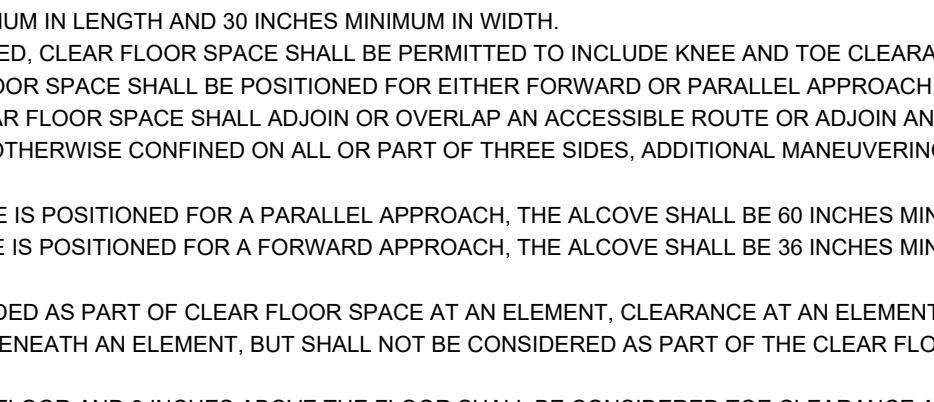 IUM IN LENGTH AND 30 INCHES MINIMUM IN WIDTH.
ED, CLEAR FLOOR SPACE SHALL BE PERMITTED TO INCLUDE KNEE AND TOE CLEARA
OOR SPACE SHALL BE POSITIONED FOR EITHER FORWARD OR PARALLEL APPROACH
AR FLOOR SPACE SHALL ADJOIN OR OVERLAP AN ACCESSIBLE ROUTE OR ADJOIN AN
OTHERWISE CONFINED ON ALL OR PART OF THREE SIDES, ADDITIONAL MANEUVERING
E IS POSITIONED FOR A PARALLEL APPROACH, THE ALCOVE SHALL BE 60 INCHES MIN
E IS POSITIONED FOR A FORWARD APPROACH, THE ALCOVE SHALL BE 36 INCHES MIN
DED AS PART OF CLEAR FLOOR SPACE AT AN ELEMENT, CLEARANCE AT AN ELEMENT
ENEATH AN ELEMENT, BUT SHALL NOT BE CONSIDERED AS PART OF THE CLEAR FLO
FLOOR AND 9 INCHES ABOVE THE FLOOR SHALL BE CONSIDERED TOE CLEARANCE A